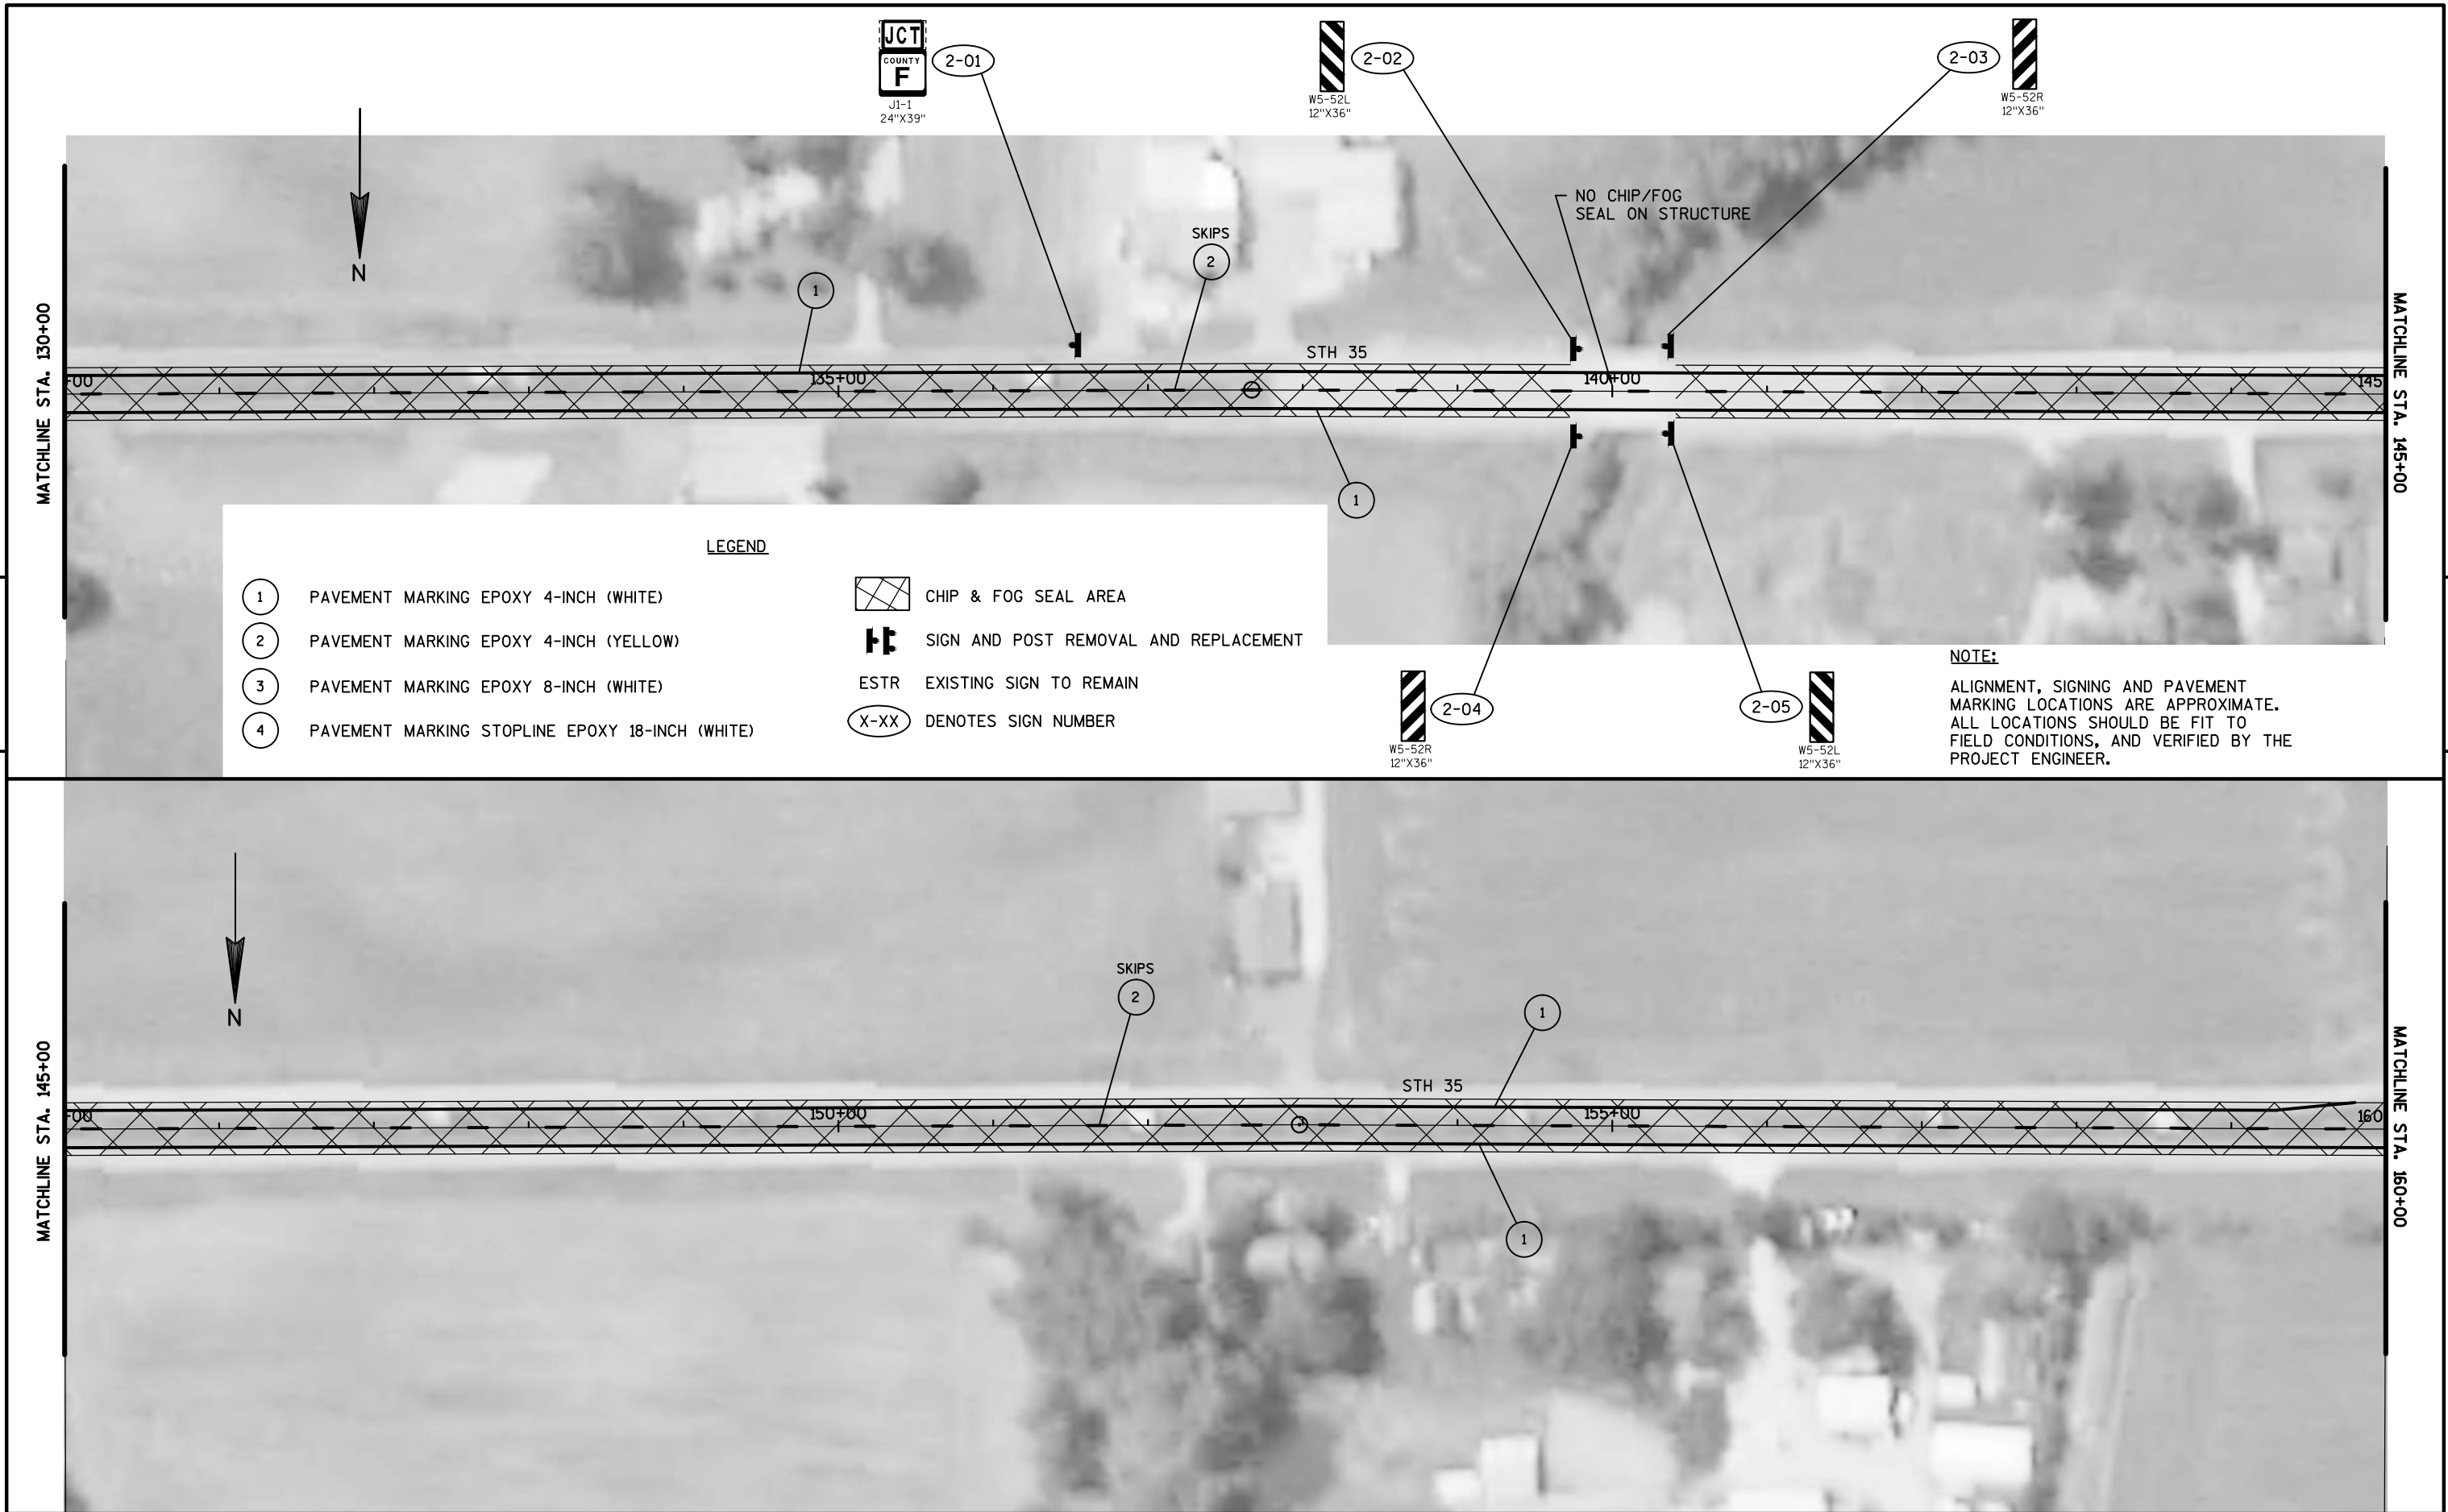 JCT
COUNTY
F
J1-1
24"X39"
2-01
W5-52L
12"X36"
2-02
2-03
W5-52R
12"X36"
N
NO CHIP/FOG
SEAL ON STRUCTURE
SKIPS
2
1
MATCHLINE STA. 130+00
MATCHLINE STA. 145+00
STH 35
+00
135+00
140+00
145
1
LEGEND
1 PAVEMENT MARKING EPOXY 4-INCH (WHITE)
2 PAVEMENT MARKING EPOXY 4-INCH (YELLOW)
3 PAVEMENT MARKING EPOXY 8-INCH (WHITE)
4 PAVEMENT MARKING STOPLINE EPOXY 18-INCH (WHITE)
CHIP & FOG SEAL AREA
SIGN AND POST REMOVAL AND REPLACEMENT
ESTR EXISTING SIGN TO REMAIN
X-XX DENOTES SIGN NUMBER
W5-52R
12"X36"
2-04
2-05
W5-52L
12"X36"
NOTE:
ALIGNMENT, SIGNING AND PAVEMENT
MARKING LOCATIONS ARE APPROXIMATE.
ALL LOCATIONS SHOULD BE FIT TO
FIELD CONDITIONS, AND VERIFIED BY THE
PROJECT ENGINEER.
N
SKIPS
2
1
MATCHLINE STA. 145+00
MATCHLINE STA. 160+00
STH 35
+00
150+00
155+00
160
1